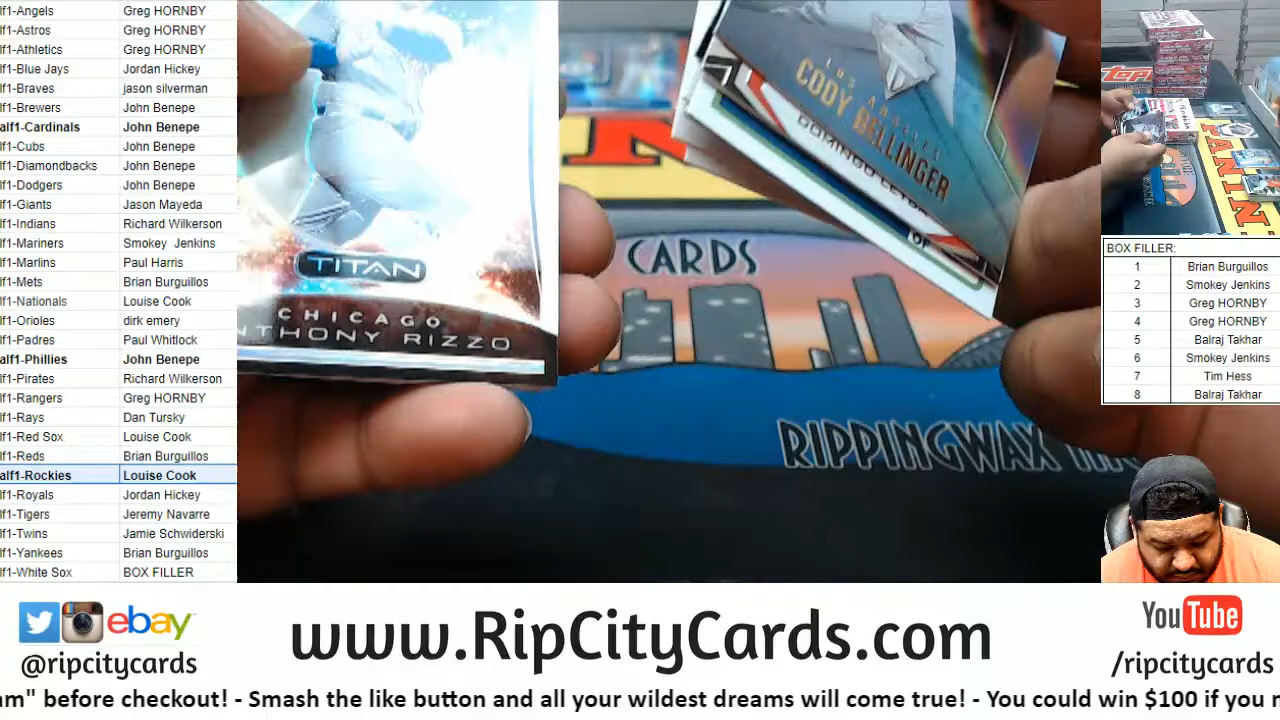 lf1-Angels Greg HORNBY
lf1-Astros Greg HORNBY
lf1-Athletics Greg HORNBY
lf1-Blue Jays Jordan Hickey
lf1-Braves jason silverman
lf1-Brewers John Benepe
alf1-Cardinals John Benepe
lf1-Cubs John Benepe
lf1-Diamondbacks John Benepe
lf1-Dodgers John Benepe
lf1-Giants Jason Mayeda
lf1-Indians Richard Wilkerson
lf1-Mariners Smokey Jenkins
lf1-Marlins Paul Harris
lf1-Mets Brian Burguillos
lf1-Nationals Louise Cook
lf1-Orioles dirk emery
lf1-Padres Paul Whitlock
alf1-Phillies John Benepe
lf1-Pirates Richard Wilkerson
lf1-Rangers Greg HORNBY
lf1-Rays Dan Tursky
lf1-Red Sox Louise Cook
lf1-Reds Brian Burguillos
alf1-Rockies Louise Cook
lf1-Royals Jordan Hickey
lf1-Tigers Jeremy Navarre
lf1-Twins Jamie Schwiderski
lf1-Yankees Brian Burguillos
lf1-White Sox BOX FILLER
TITAN
CHICAGO
NTHONY RIZZO
LOS ANGELES
CODY BELLINGER
DOMINGO LEYBA
OF
CARDS
RIPPINGWAX
PANINI
BOX FILLER:
1 Brian Burguillos
2 Smokey Jenkins
3 Greg HORNBY
4 Greg HORNBY
5 Balraj Takhar
6 Smokey Jenkins
7 Tim Hess
8 Balraj Takhar
ebay
@ripcitycards
www.RipCityCards.com
YouTube
/ripcitycards
am" before checkout! - Smash the like button and all your wildest dreams will come true! - You could win $100 if you r